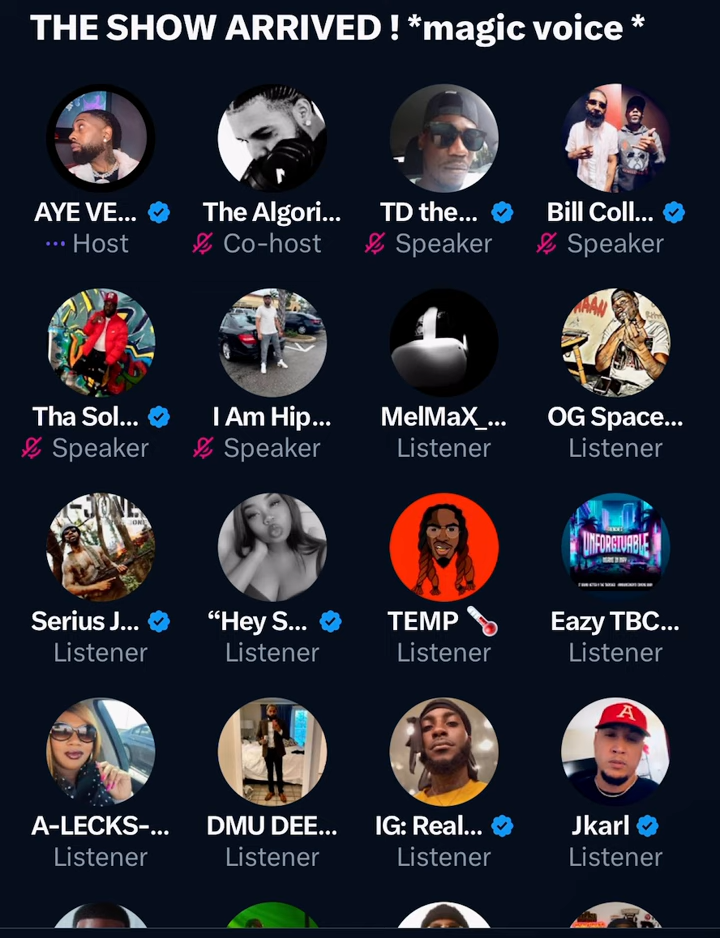 THE SHOW ARRIVED ! *magic voice *
AYE VE... The Algori... TD the... Bill Coll...
Host Co-host Speaker Speaker
Tha Sol... I Am Hip... MelMaX_... OG Space...
Speaker Speaker Listener Listener
Serius J... “Hey S... TEMP 🌡️ Eazy TBC...
UNFORGIVABLE
Listener Listener Listener Listener
A
A-LECKS-... DMU DEE... IG: Real... Jkarl
Listener Listener Listener Listener